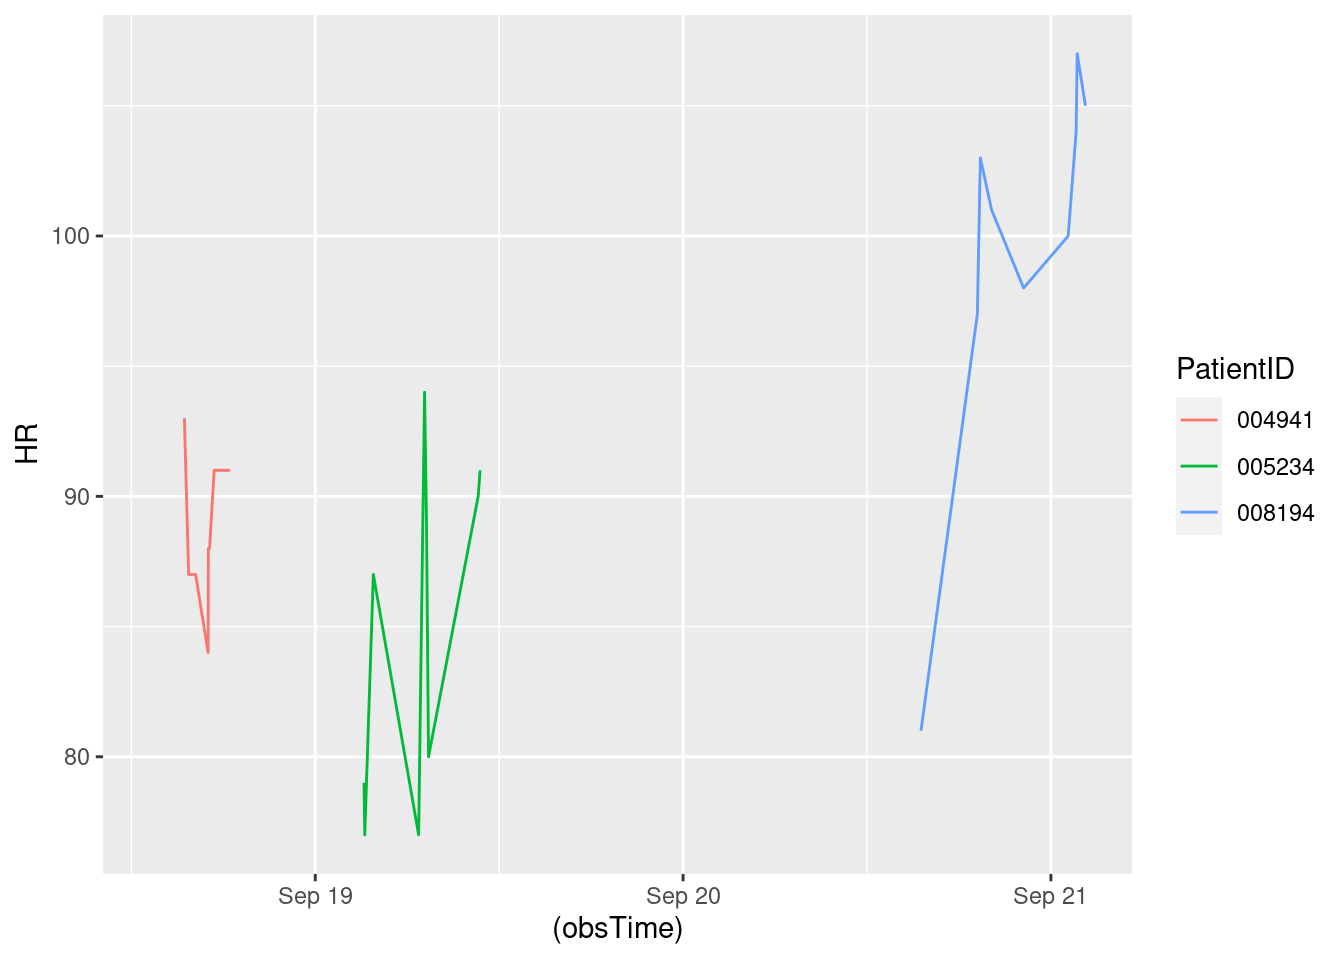 HR
100
90
80
Sep 19
Sep 20
Sep 21
(obsTime)
PatientID
004941
005234
008194